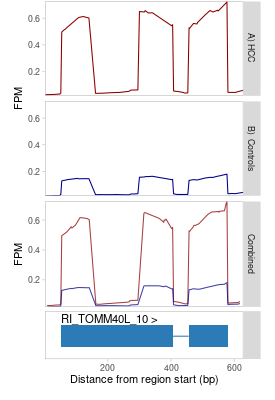 0.6
0.4
0.2
FPM
A) HCC
0.6
0.4
0.2
B) Controls
0.6
0.4
0.2
FPM
Combined
RI_TOMM40L_10 >
200 400 600
Distance from region start (bp)